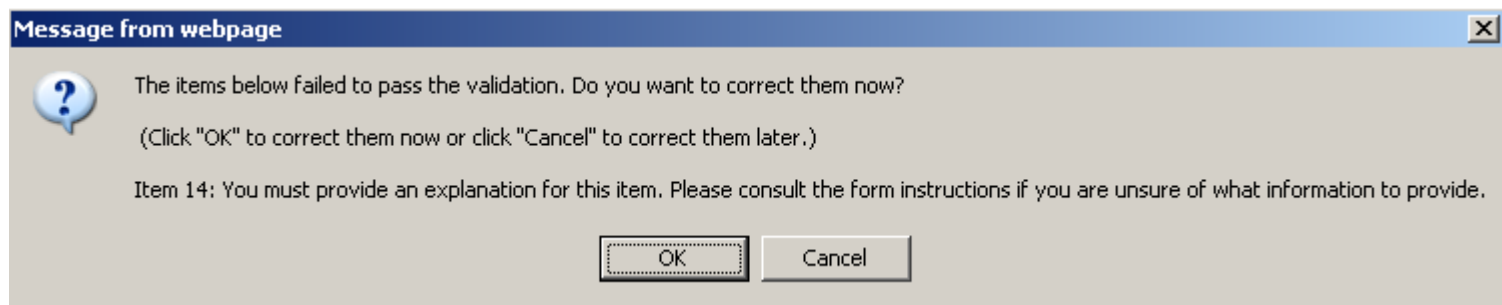 Message from webpage
The items below failed to pass the validation. Do you want to correct them now?
(Click "OK" to correct them now or click "Cancel" to correct them later.)
Item 14: You must provide an explanation for this item. Please consult the form instructions if you are unsure of what information to provide.
OK Cancel